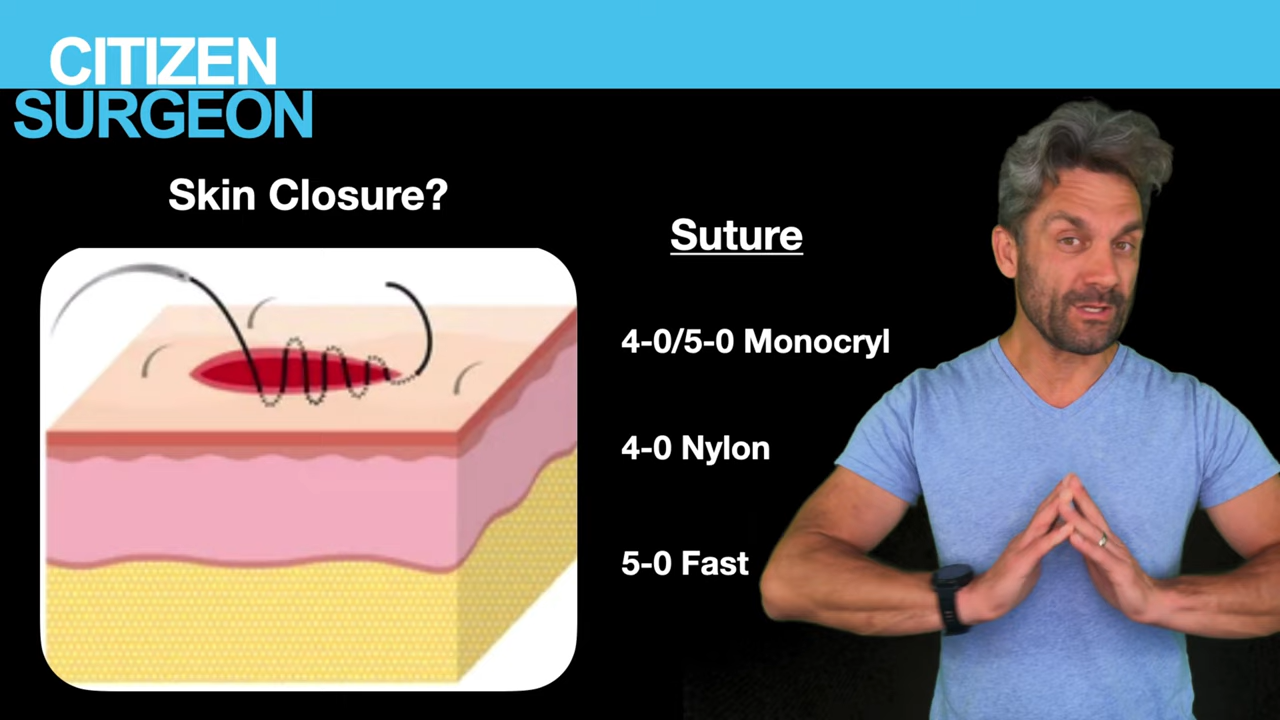 CITIZEN
SURGEON
Skin Closure?
Suture
4-0/5-0 Monocryl
4-0 Nylon
5-0 Fast